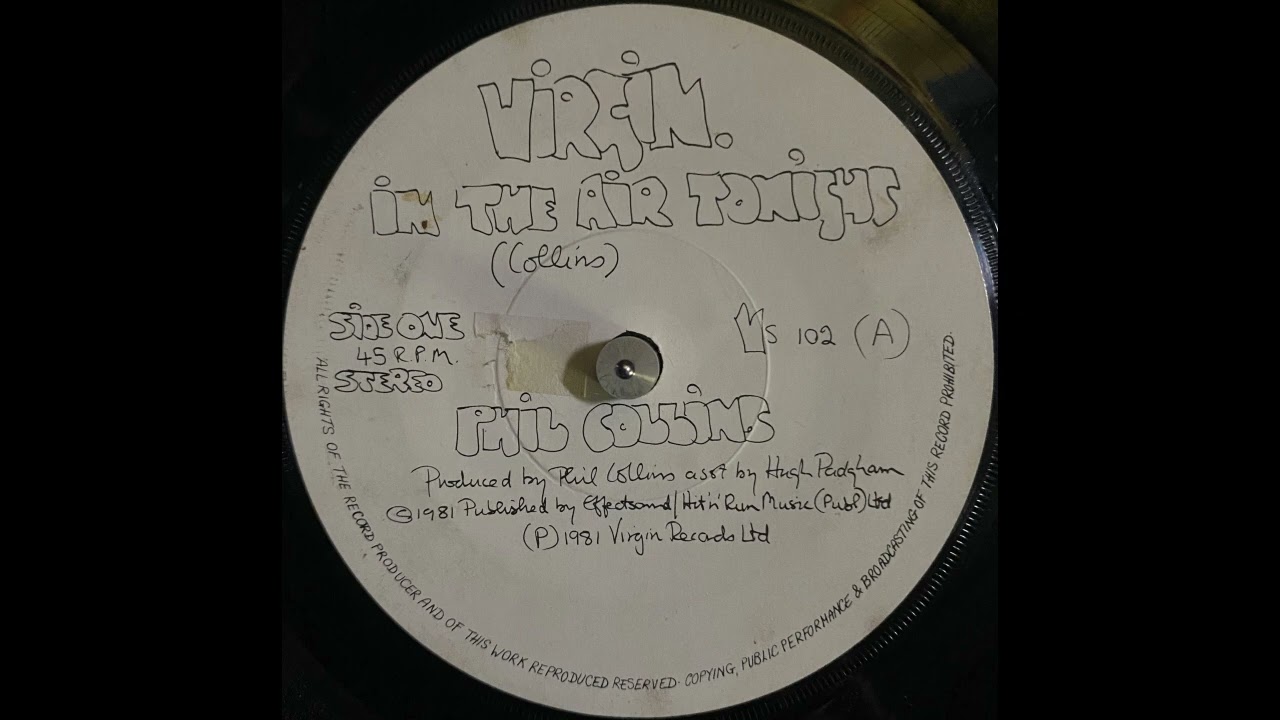 VIRGIN.
IN THE AIR TONIGHT
(Collins)
SIDE ONE
45 R.P.M.
STEREO
VS 102 (A)
PHIL COLLINS
Produced by Phil Collins asst by Hugh Padgham
© 1981 Published by Effectsound/Hit'n'Run Music (Publ) Ltd
(P) 1981 Virgin Records Ltd
ALL RIGHTS OF THE RECORD PRODUCER AND OF THIS WORK REPRODUCED RESERVED. COPYING, PUBLIC PERFORMANCE & BROADCASTING OF THIS RECORD PROHIBITED.